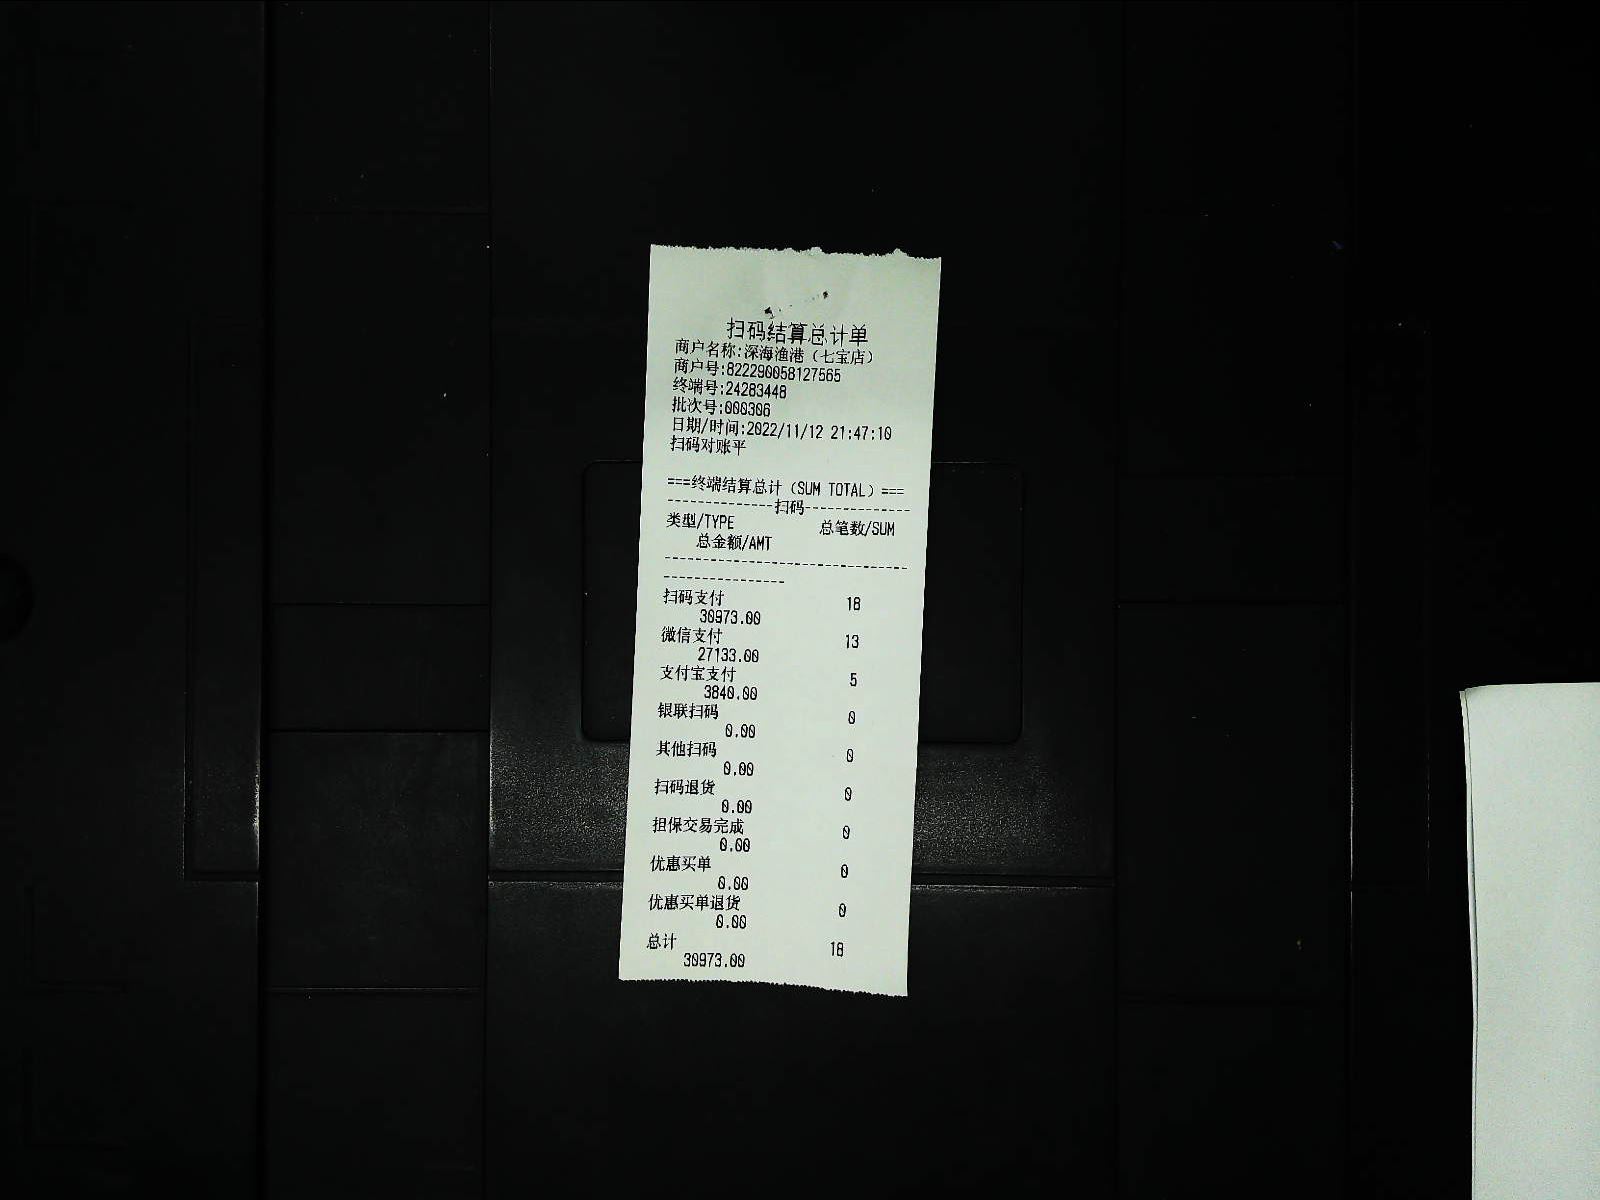 扫码结算总计单
商户名称:深海渔港（七宝店）
商户号:822290058127565
终端号:24283448
批次号:000306
日期/时间:2022/11/12 21:47:10
扫码对账平
===终端结算总计（SUM TOTAL）===
--------------扫码--------------
类型/TYPE 总笔数/SUM
总金额/AMT
--------------------------------
----------------
扫码支付 18
30973.00
微信支付 13
27133.00
支付宝支付 5
3840.00
银联扫码 0
0.00
其他扫码 0
0.00
扫码退货 0
0.00
担保交易完成 0
0.00
优惠买单 0
0.00
优惠买单退货 0
0.00
总计 18
30973.00